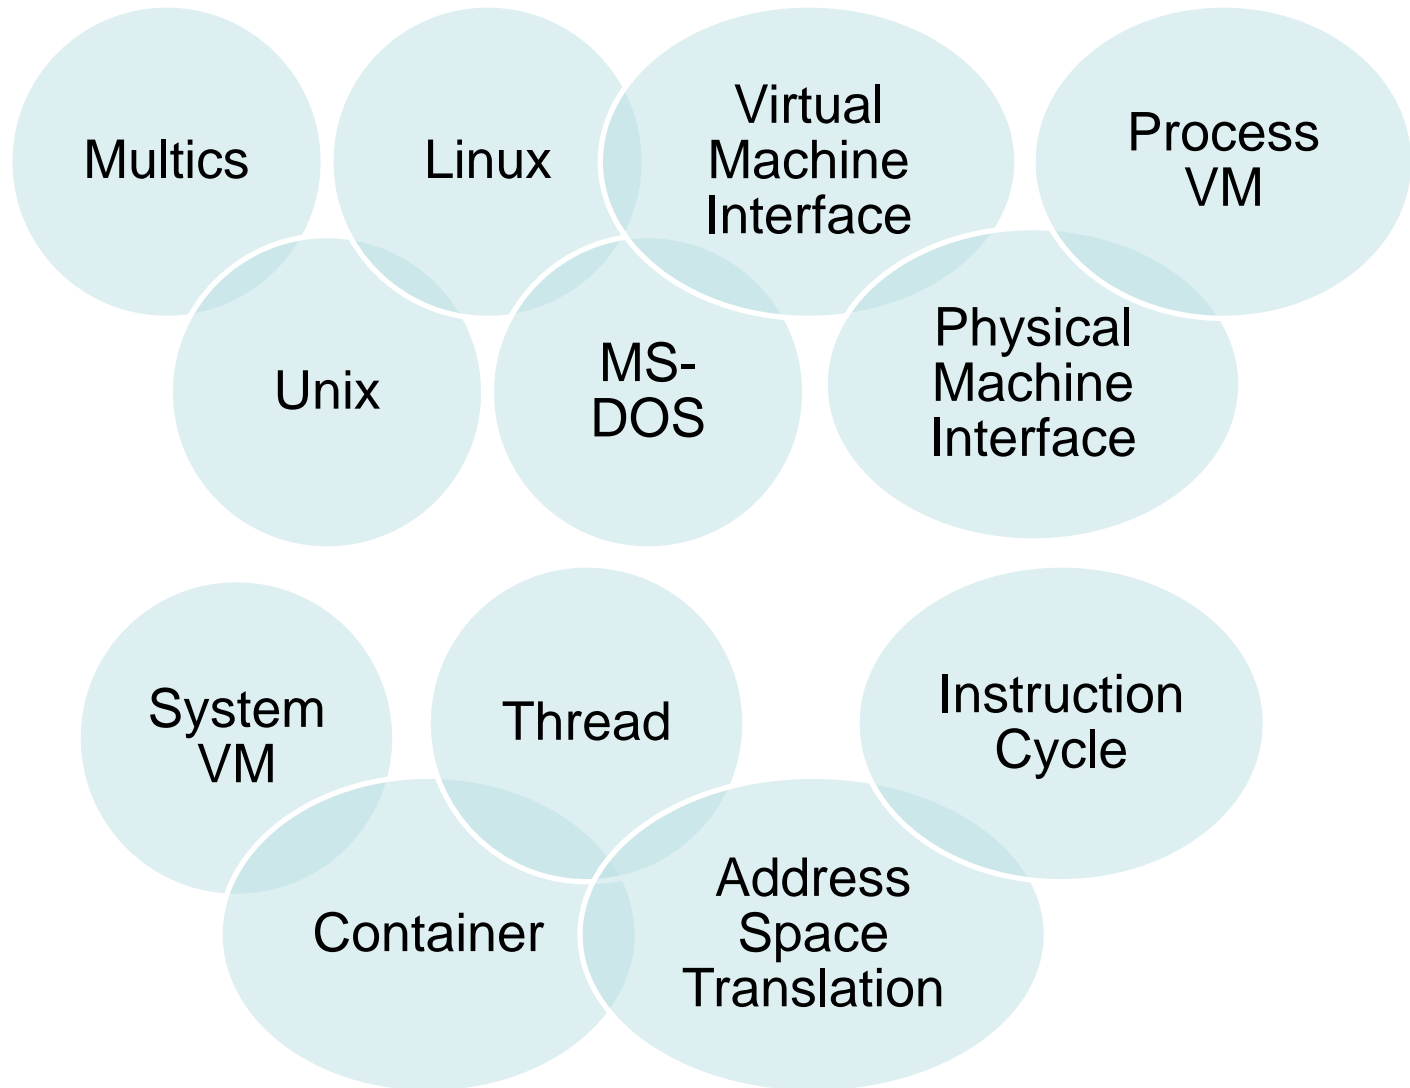 Multics
Linux
Virtual
Machine
Interface
Process
VM
Unix
MS-
DOS
Physical
Machine
Interface
System
VM
Thread
Instruction
Cycle
Container
Address
Space
Translation